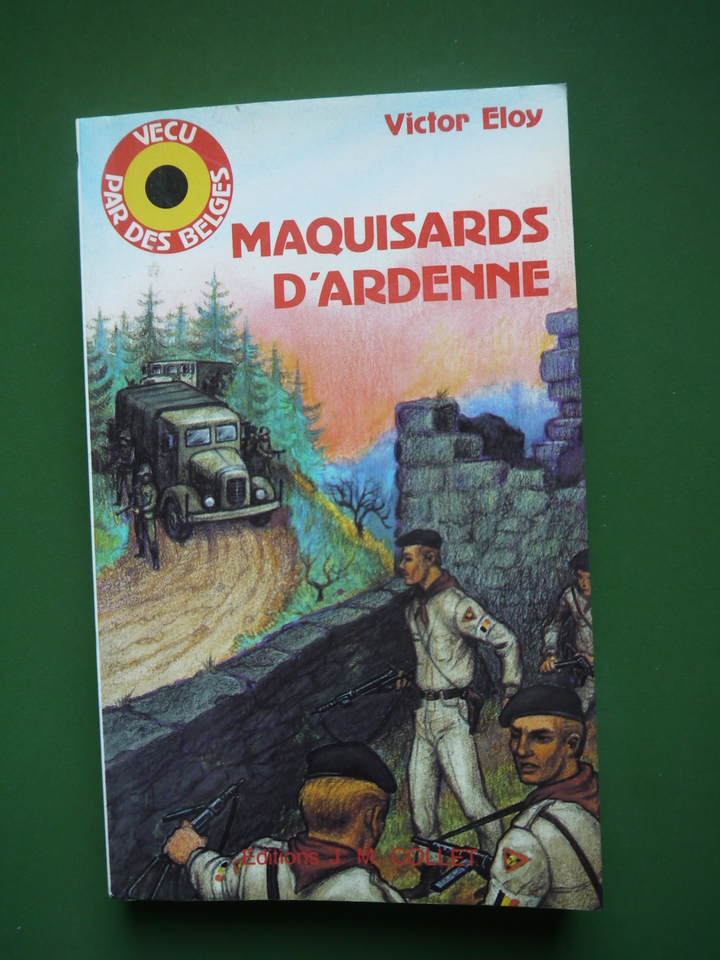 Victor Eloy
VECU
PAR DES BELGES
MAQUISARDS
D'ARDENNE
Editions J. M. COLLET